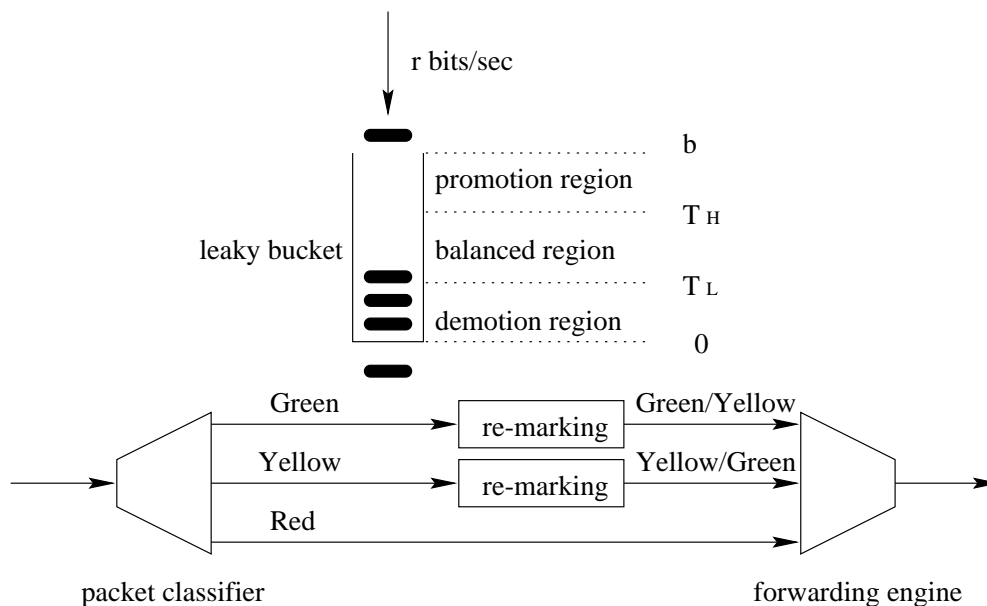 r bits/sec
b
promotion region
T H
leaky bucket
balanced region
T L
demotion region
0
Green
re-marking
Green/Yellow
Yellow
re-marking
Yellow/Green
Red
packet classifier
forwarding engine